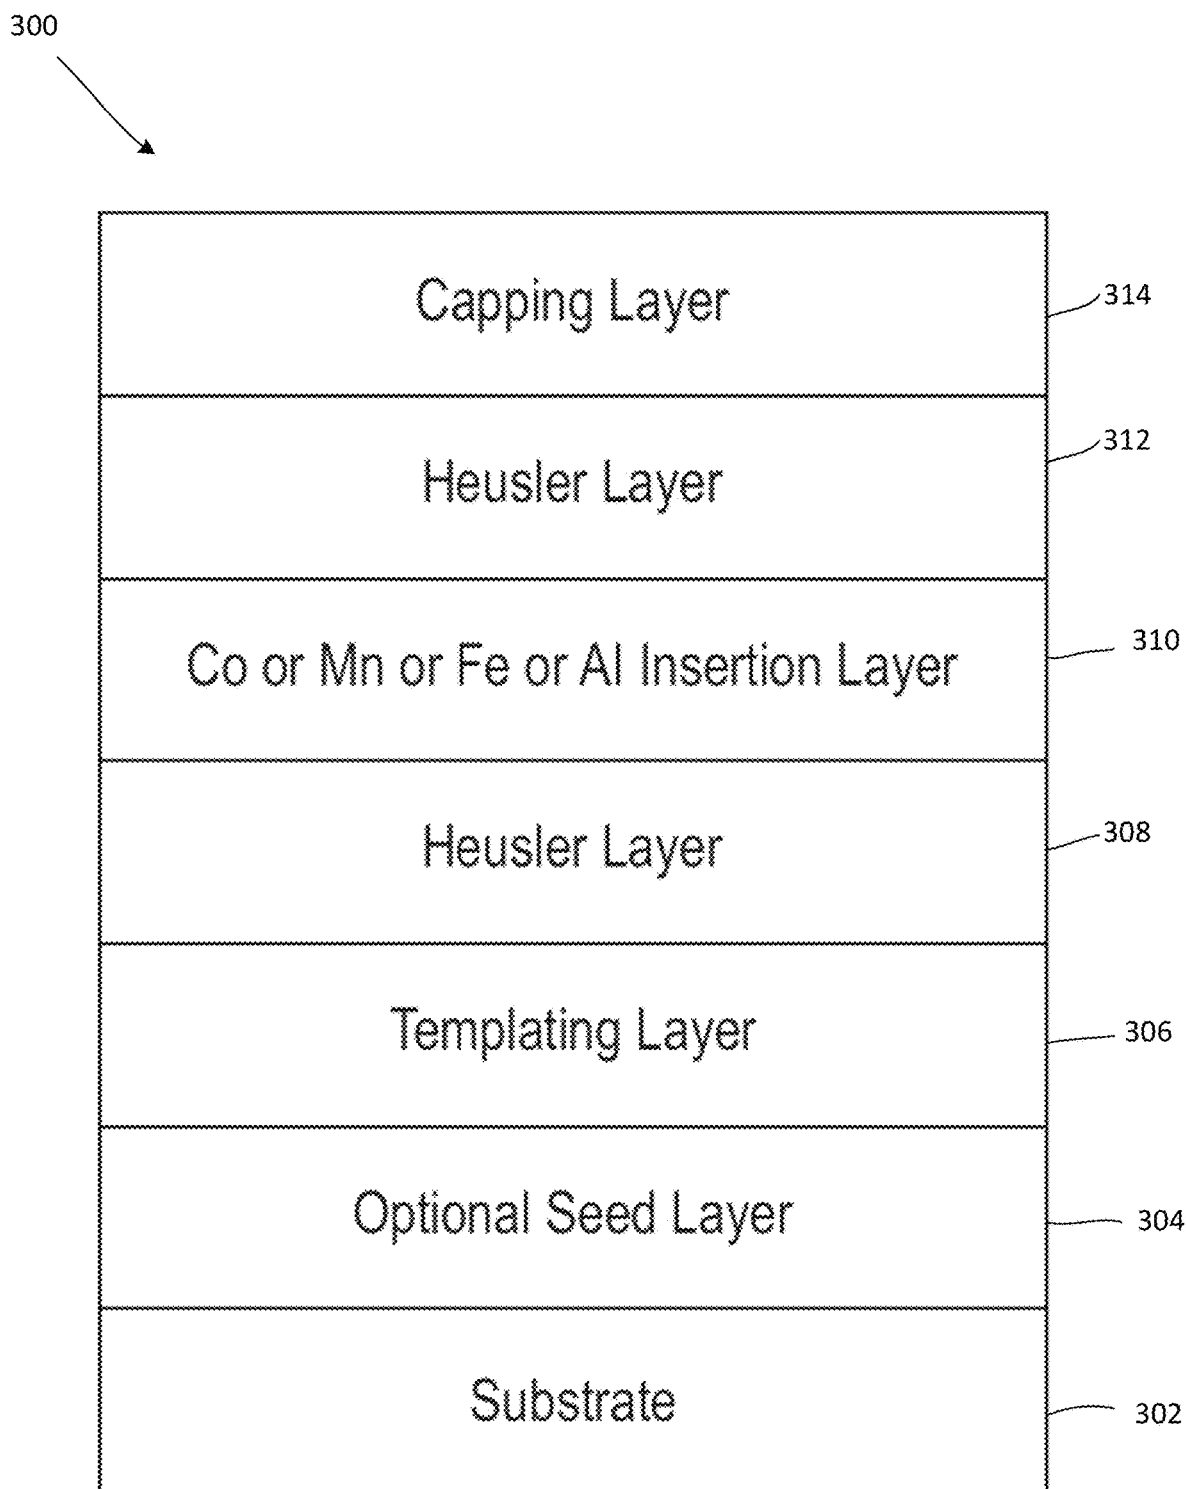 300
Capping Layer
314
Heusler Layer
312
Co or Mn or Fe or Al Insertion Layer
310
Heusler Layer
308
Templating Layer
306
Optional Seed Layer
304
Substrate
302